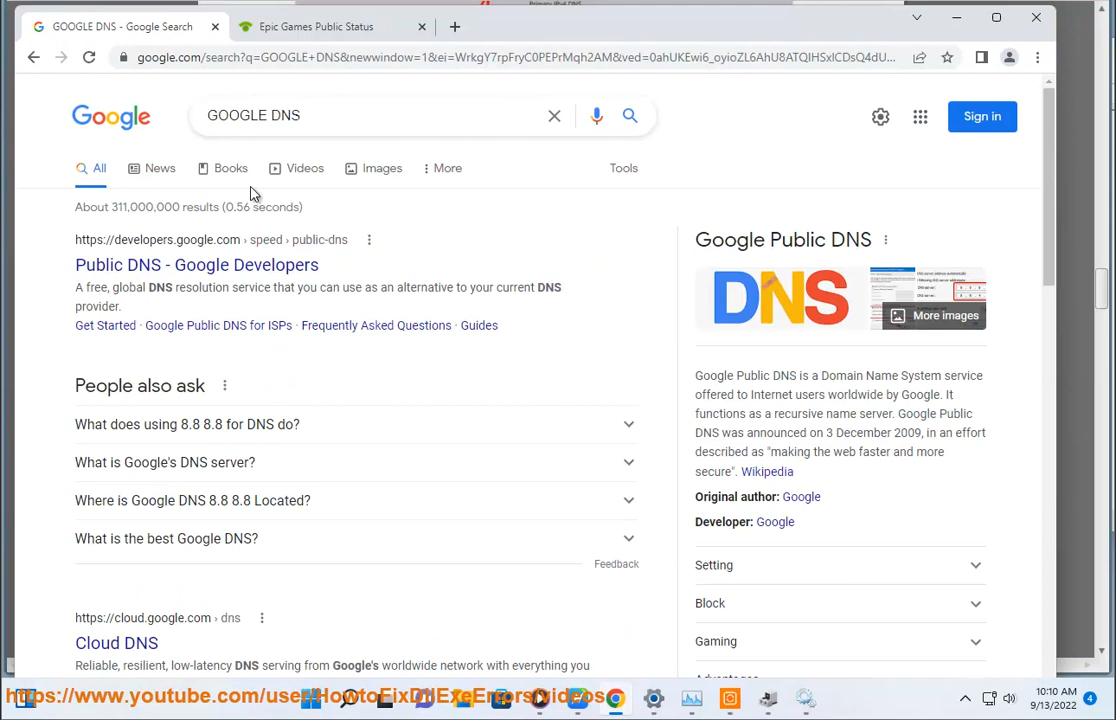 GOOGLE DNS - Google Search
Epic Games Public Status
google.com/search?q=GOOGLE+DNS&newwindow=1&ei=WrkgY7rpFryC0PEPrMqh2AM&ved=0ahUKEwi6_oyioZL6AhU8ATQIHSxlCDsQ4dU...
Google
GOOGLE DNS
Sign in
All
News
Books
Videos
Images
More
Tools
About 311,000,000 results (0.56 seconds)
https://developers.google.com › speed › public-dns
Public DNS - Google Developers
A free, global DNS resolution service that you can use as an alternative to your current DNS
provider.
Get Started · Google Public DNS for ISPs · Frequently Asked Questions · Guides
People also ask
What does using 8.8 8.8 for DNS do?
What is Google's DNS server?
Where is Google DNS 8.8 8.8 Located?
What is the best Google DNS?
Feedback
https://cloud.google.com › dns
Cloud DNS
Reliable, resilient, low-latency DNS serving from Google's worldwide network with everything you
Google Public DNS
DNS
More images
Google Public DNS is a Domain Name System service
offered to Internet users worldwide by Google. It
functions as a recursive name server. Google Public
DNS was announced on 3 December 2009, in an effort
described as "making the web faster and more
secure". Wikipedia
Original author: Google
Developer: Google
Setting
Block
Gaming
https://www.youtube.com/user/HowtoFixDllExeErrors/videos
10:10 AM
9/13/2022
4